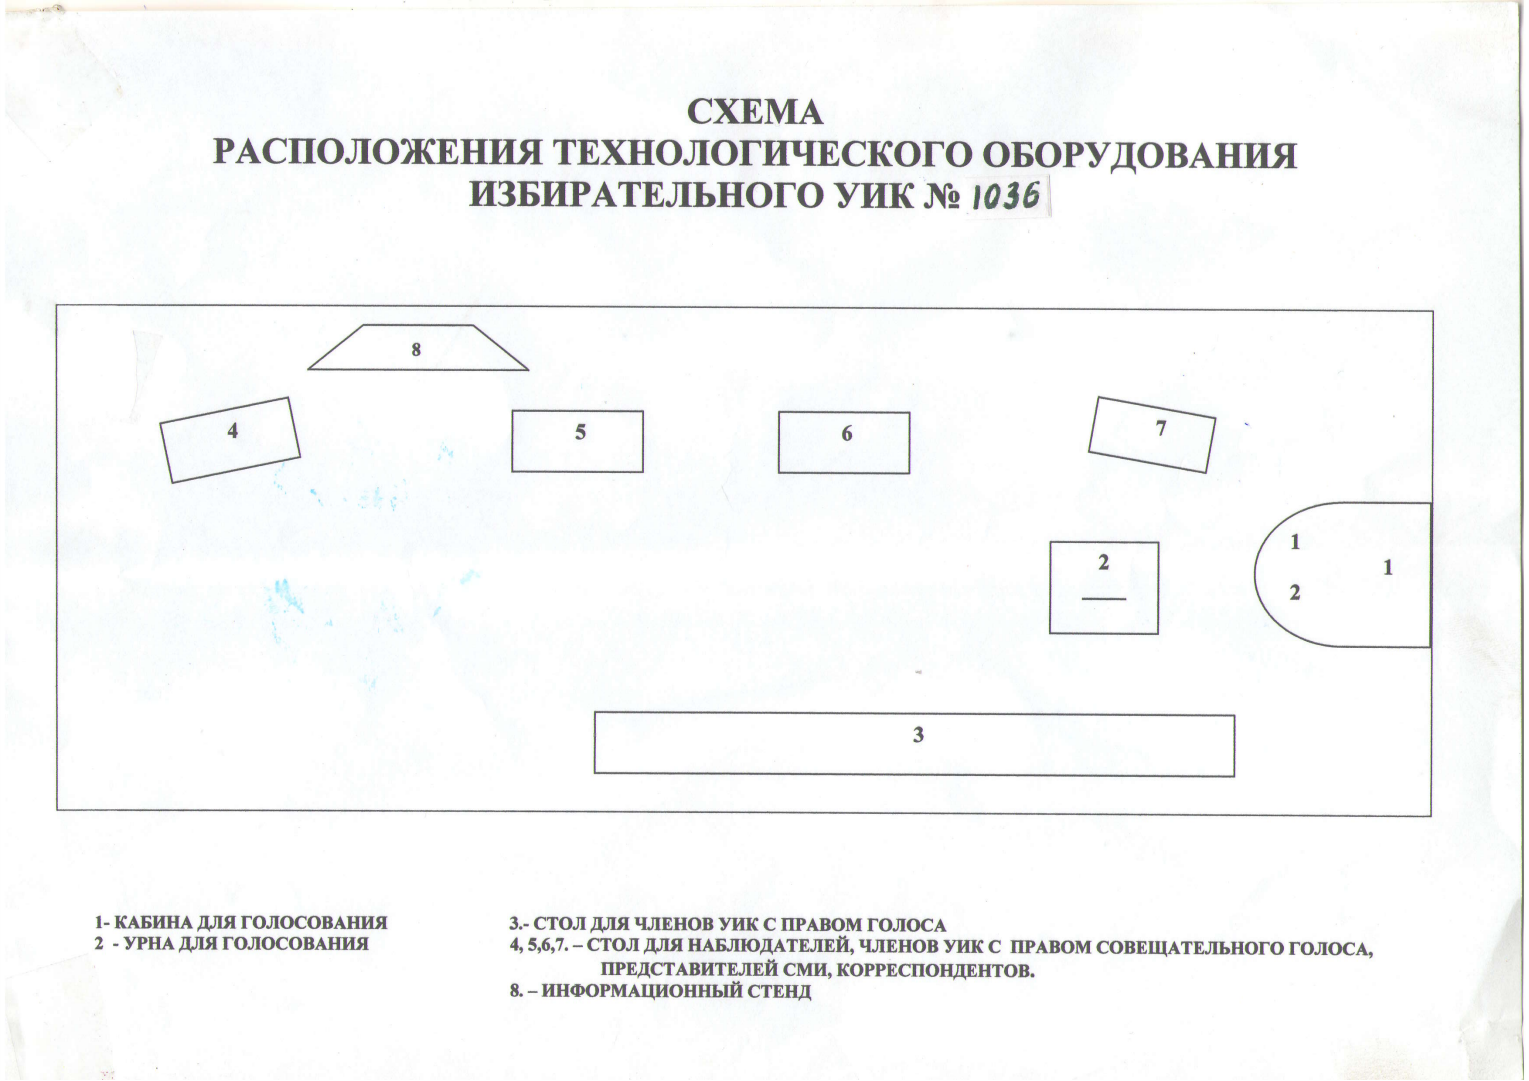 СХЕМА
РАСПОЛОЖЕНИЯ ТЕХНОЛОГИЧЕСКОГО ОБОРУДОВАНИЯ
ИЗБИРАТЕЛЬНОГО УИК № 1036
8
4
5
6
7
1
2
1
2
3
1- КАБИНА ДЛЯ ГОЛОСОВАНИЯ
2 - УРНА ДЛЯ ГОЛОСОВАНИЯ
3.- СТОЛ ДЛЯ ЧЛЕНОВ УИК С ПРАВОМ ГОЛОСА
4, 5,6,7. – СТОЛ ДЛЯ НАБЛЮДАТЕЛЕЙ, ЧЛЕНОВ УИК С ПРАВОМ СОВЕЩАТЕЛЬНОГО ГОЛОСА,
ПРЕДСТАВИТЕЛЕЙ СМИ, КОРРЕСПОНДЕНТОВ.
8. – ИНФОРМАЦИОННЫЙ СТЕНД